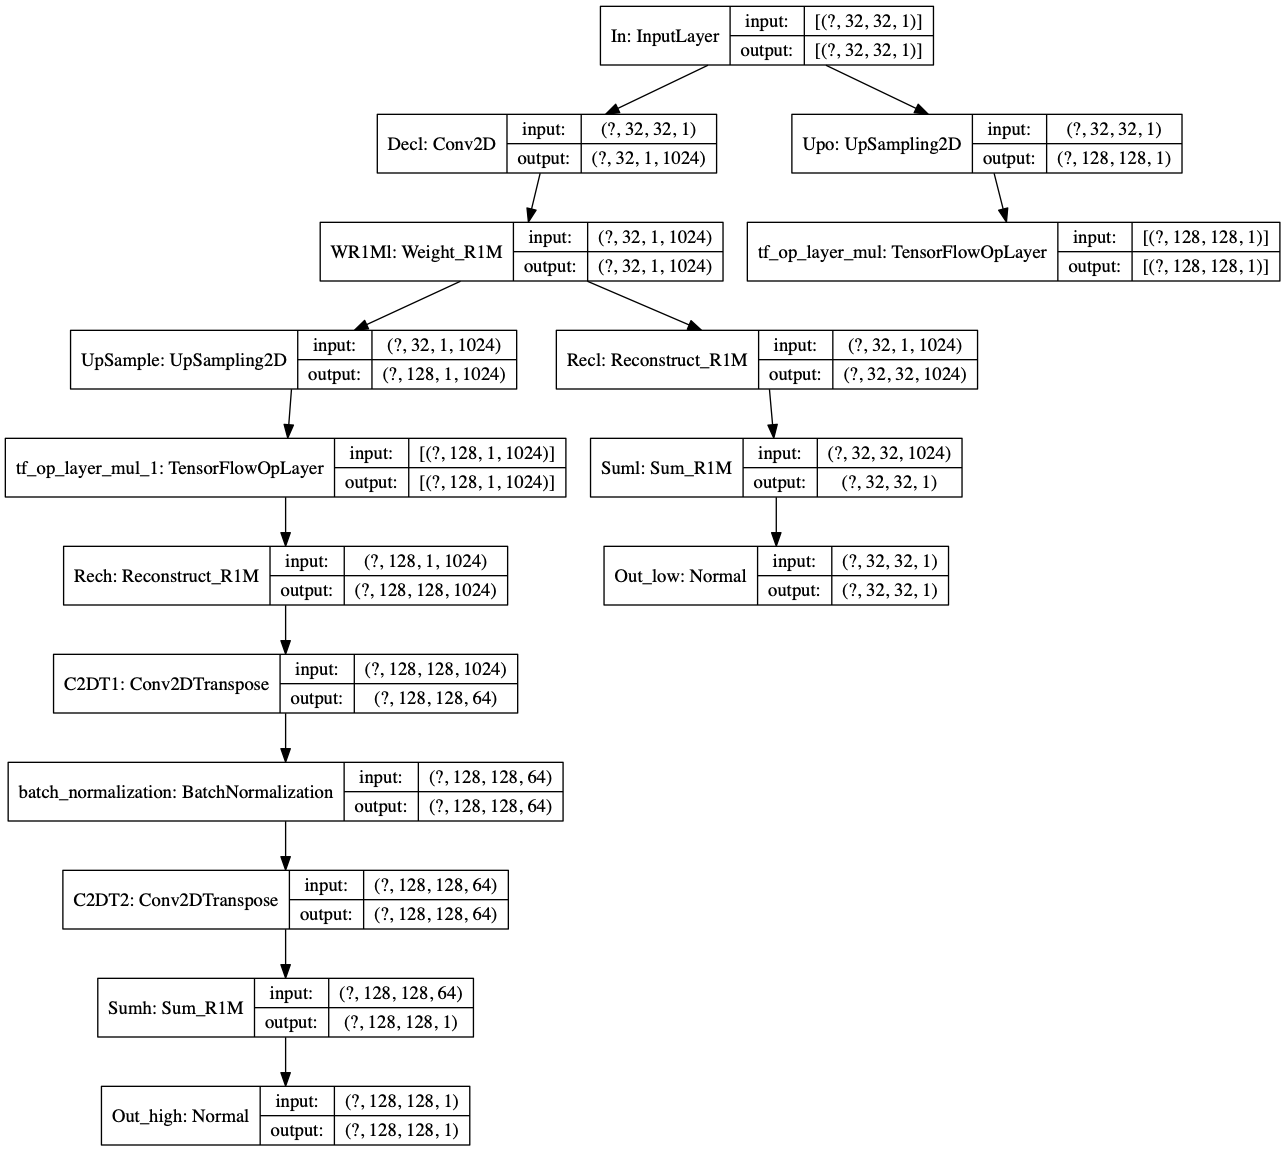 In: InputLayer
input: [(?, 32, 32, 1)]
output: [(?, 32, 32, 1)]
Decl: Conv2D
input: (?, 32, 32, 1)
output: (?, 32, 1, 1024)
Upo: UpSampling2D
input: (?, 32, 32, 1)
output: (?, 128, 128, 1)
WR1Ml: Weight_R1M
input: (?, 32, 1, 1024)
output: (?, 32, 1, 1024)
tf_op_layer_mul: TensorFlowOpLayer
input: [(?, 128, 128, 1)]
output: [(?, 128, 128, 1)]
UpSample: UpSampling2D
input: (?, 32, 1, 1024)
output: (?, 128, 1, 1024)
Recl: Reconstruct_R1M
input: (?, 32, 1, 1024)
output: (?, 32, 32, 1024)
tf_op_layer_mul_1: TensorFlowOpLayer
input: [(?, 128, 1, 1024)]
output: [(?, 128, 1, 1024)]
Suml: Sum_R1M
input: (?, 32, 32, 1024)
output: (?, 32, 32, 1)
Rech: Reconstruct_R1M
input: (?, 128, 1, 1024)
output: (?, 128, 128, 1024)
Out_low: Normal
input: (?, 32, 32, 1)
output: (?, 32, 32, 1)
C2DT1: Conv2DTranspose
input: (?, 128, 128, 1024)
output: (?, 128, 128, 64)
batch_normalization: BatchNormalization
input: (?, 128, 128, 64)
output: (?, 128, 128, 64)
C2DT2: Conv2DTranspose
input: (?, 128, 128, 64)
output: (?, 128, 128, 64)
Sumh: Sum_R1M
input: (?, 128, 128, 64)
output: (?, 128, 128, 1)
Out_high: Normal
input: (?, 128, 128, 1)
output: (?, 128, 128, 1)